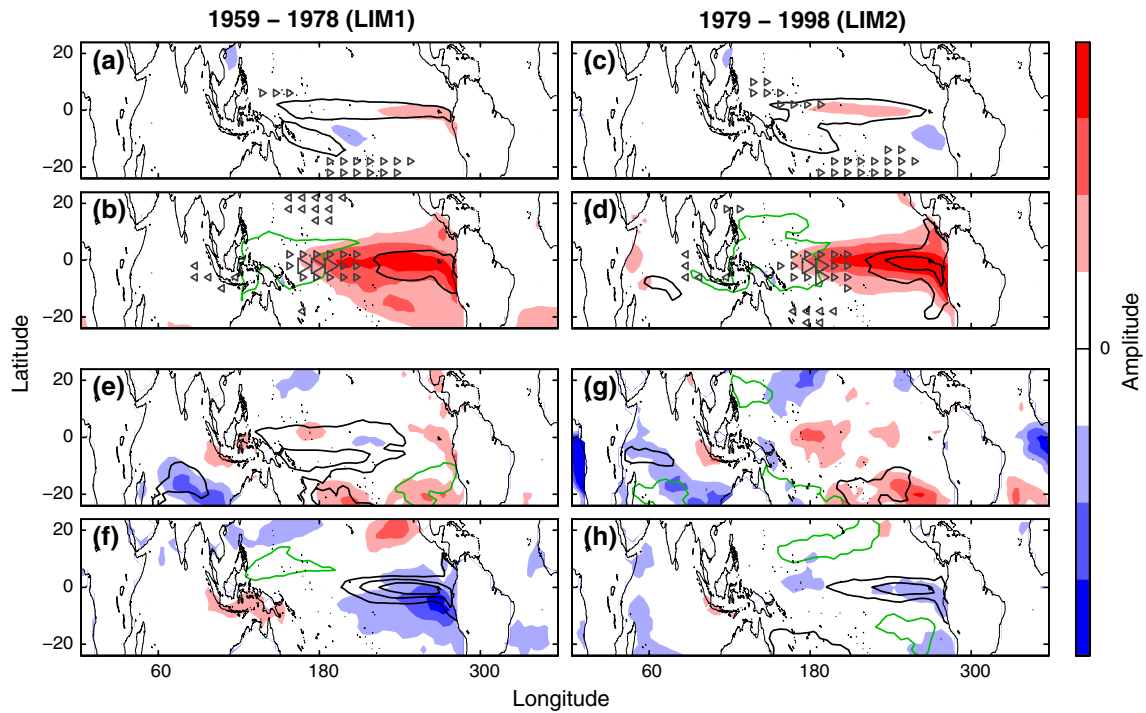 1959 − 1978 (LIM1) 1979 − 1998 (LIM2)
(a) (c)
20
0
−20
(b) (d)
20
0
−20
(e) (g)
20
0
−20
(f) (h)
20
0
−20
60 180 300 60 180 300
Longitude
Latitude
0
Amplitude